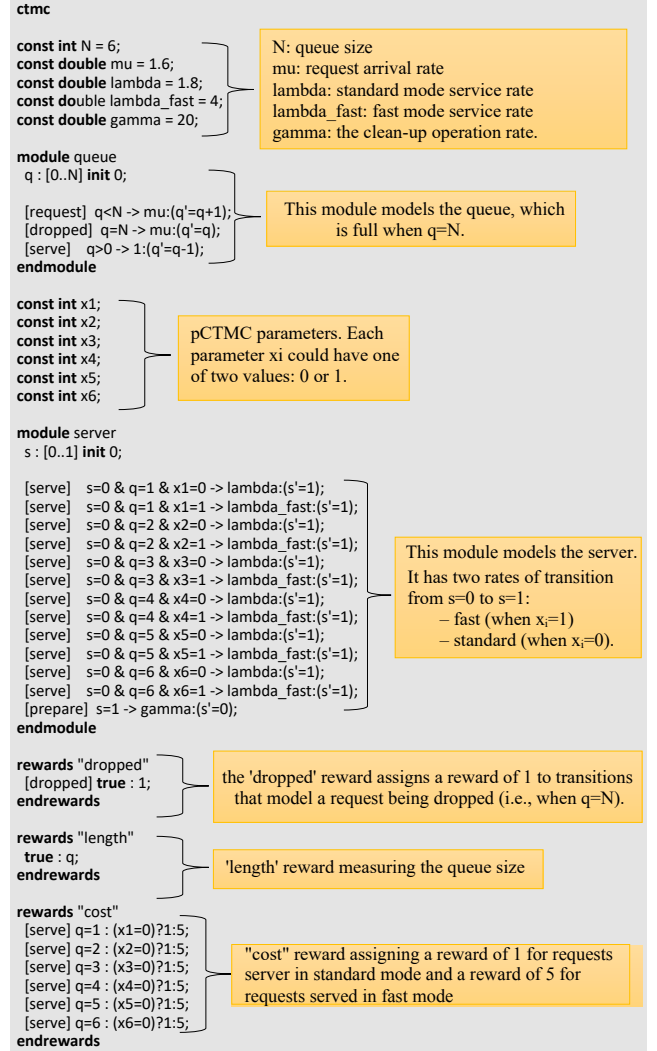 ctmc
const int N = 6;
const double mu = 1.6;
const double lambda = 1.8;
const double lambda_fast = 4;
const double gamma = 20;
N: queue size
mu: request arrival rate
lambda: standard mode service rate
lambda_fast: fast mode service rate
gamma: the clean-up operation rate.
module queue
q : [0..N] init 0;
[request] q<N -> mu:(q'=q+1);
[dropped] q=N -> mu:(q'=q);
[serve] q>0 -> 1:(q'=q-1);
endmodule
This module models the queue, which
is full when q=N.
const int x1;
const int x2;
const int x3;
const int x4;
const int x5;
const int x6;
pCTMC parameters. Each
parameter xi could have one
of two values: 0 or 1.
module server
s : [0..1] init 0;
[serve] s=0 & q=1 & x1=0 -> lambda:(s'=1);
[serve] s=0 & q=1 & x1=1 -> lambda_fast:(s'=1);
[serve] s=0 & q=2 & x2=0 -> lambda:(s'=1);
[serve] s=0 & q=2 & x2=1 -> lambda_fast:(s'=1);
[serve] s=0 & q=3 & x3=0 -> lambda:(s'=1);
[serve] s=0 & q=3 & x3=1 -> lambda_fast:(s'=1);
[serve] s=0 & q=4 & x4=0 -> lambda:(s'=1);
[serve] s=0 & q=4 & x4=1 -> lambda_fast:(s'=1);
[serve] s=0 & q=5 & x5=0 -> lambda:(s'=1);
[serve] s=0 & q=5 & x5=1 -> lambda_fast:(s'=1);
[serve] s=0 & q=6 & x6=0 -> lambda:(s'=1);
[serve] s=0 & q=6 & x6=1 -> lambda_fast:(s'=1);
[prepare] s=1 -> gamma:(s'=0);
endmodule
This module models the server.
It has two rates of transition
from s=0 to s=1:
– fast (when xi=1)
– standard (when xi=0).
rewards "dropped"
[dropped] true : 1;
endrewards
the 'dropped' reward assigns a reward of 1 to transitions
that model a request being dropped (i.e., when q=N).
rewards "length"
true : q;
endrewards
'length' reward measuring the queue size
rewards "cost"
[serve] q=1 : (x1=0)?1:5;
[serve] q=2 : (x2=0)?1:5;
[serve] q=3 : (x3=0)?1:5;
[serve] q=4 : (x4=0)?1:5;
[serve] q=5 : (x5=0)?1:5;
[serve] q=6 : (x6=0)?1:5;
endrewards
"cost" reward assigning a reward of 1 for requests
server in standard mode and a reward of 5 for
requests served in fast mode